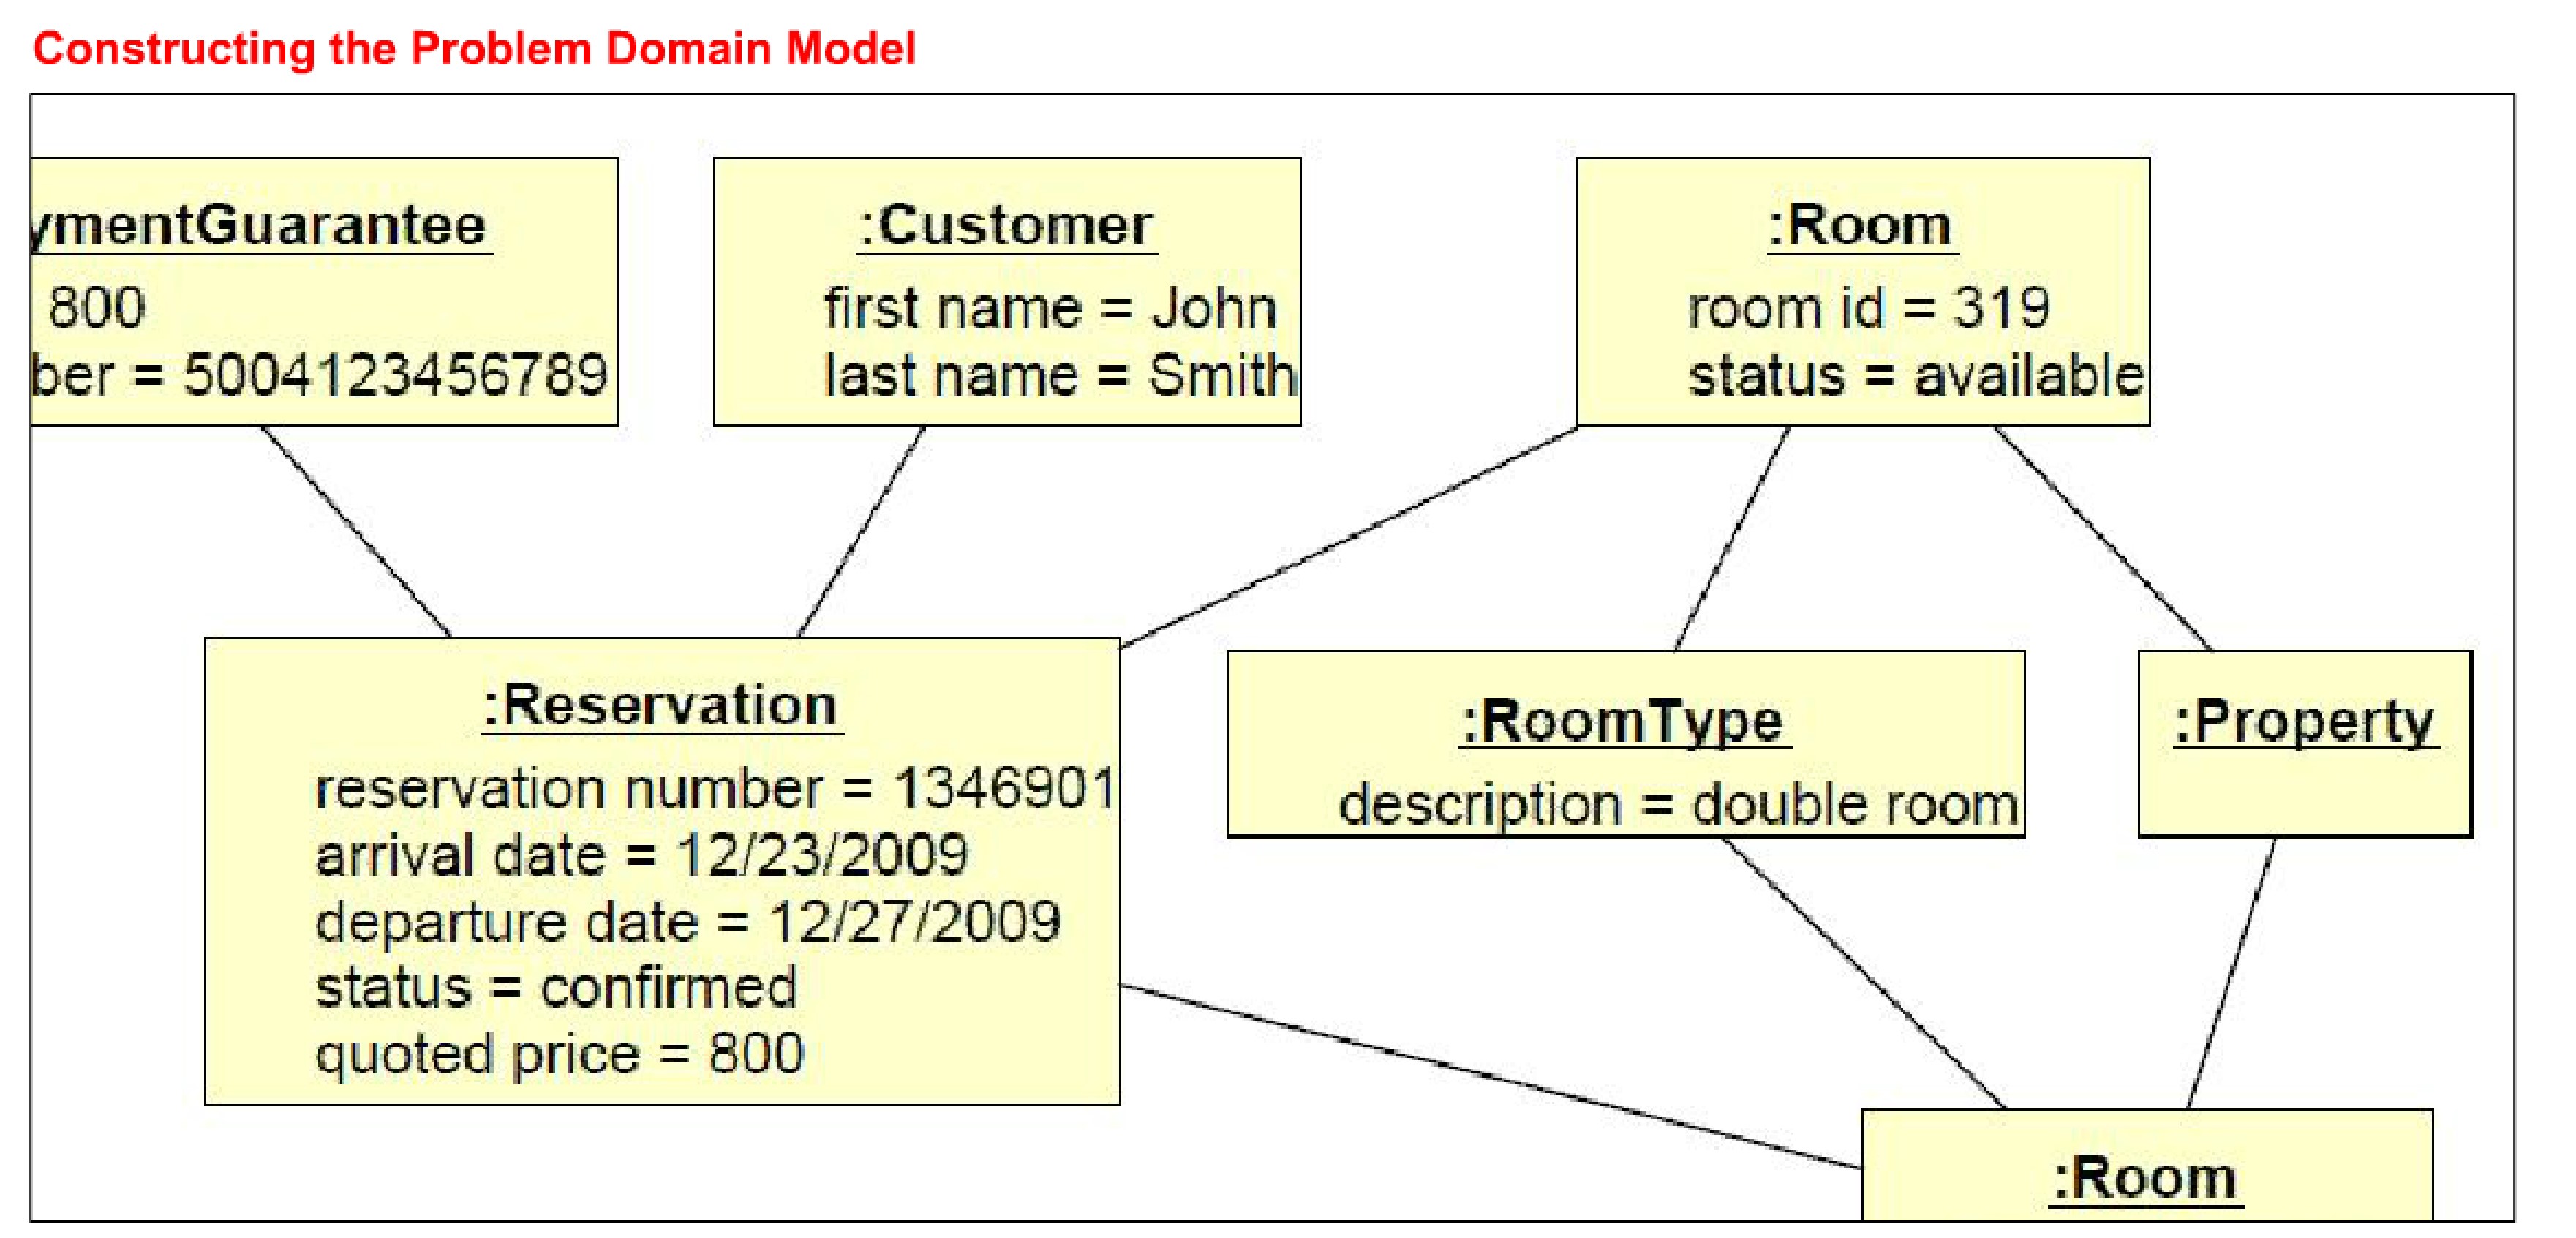 Constructing the Problem Domain Model
ymentGuarantee
800
ber = 5004123456789
:Customer
first name = John
last name = Smith
:Room
room id = 319
status = available
:Reservation
reservation number = 1346901
arrival date = 12/23/2009
departure date = 12/27/2009
status = confirmed
quoted price = 800
:RoomType
description = double room
:Property
:Room